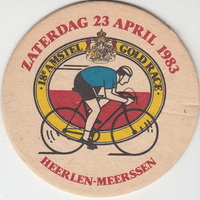 ZATERDAG 23 APRIL 1983
18e AMSTEL GOLD RACE
HEERLEN-MEERSSEN